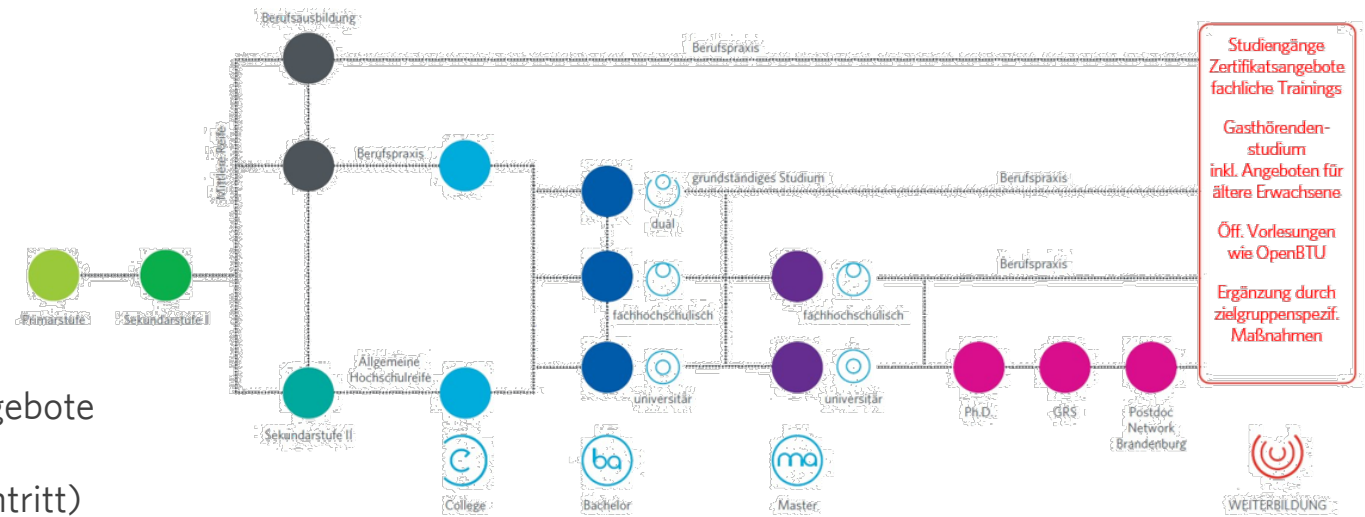 Berufsausbildung
Berufspraxis
Mittlere Reife
Berufspraxis
grundständiges Studium
Berufspraxis
dual
Berufspraxis
Primarstufe
Sekundarstufe I
fachhochschulisch
fachhochschulisch
Allgemeine
Hochschulreife
universitär
universitär
Ph.D.
GRS
Postdoc
Network
Brandenburg
Sekundarstufe II
College
ba
Bachelor
ma
Master
WEITERBILDUNG
Studiengänge
Zertifikatsangebote
fachliche Trainings
Gasthörenden-
studium
inkl. Angeboten für
ältere Erwachsene
Öff. Vorlesungen
wie OpenBTU
Ergänzung durch
zielgruppenspezif.
Maßnahmen
gebote
ntritt)